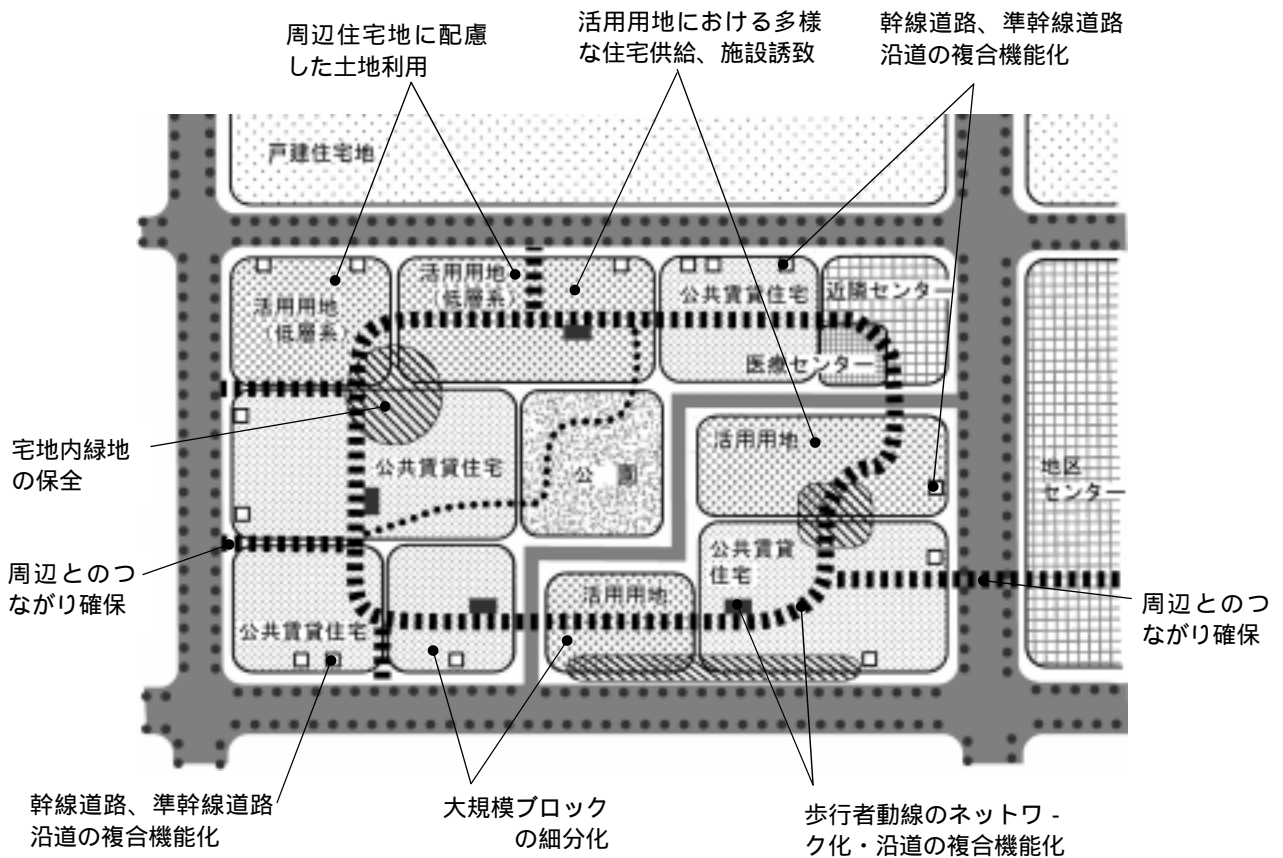 周辺住宅地に配慮
した土地利用
活用用地における多様
な住宅供給、施設誘致
幹線道路、準幹線道路
沿道の複合機能化
戸建住宅地
活用用地
（低層系）
活用用地
（低層系）
公共賃貸住宅
近隣センター
医療センター
宅地内緑地
の保全
公共賃貸住宅
公園
活用用地
地区
センター
周辺とのつ
ながり確保
公共賃貸
住宅
活用用地
公共賃貸住宅
周辺とのつ
ながり確保
幹線道路、準幹線道路
沿道の複合機能化
大規模ブロック
の細分化
歩行者動線のネットワ-
ク化・沿道の複合機能化